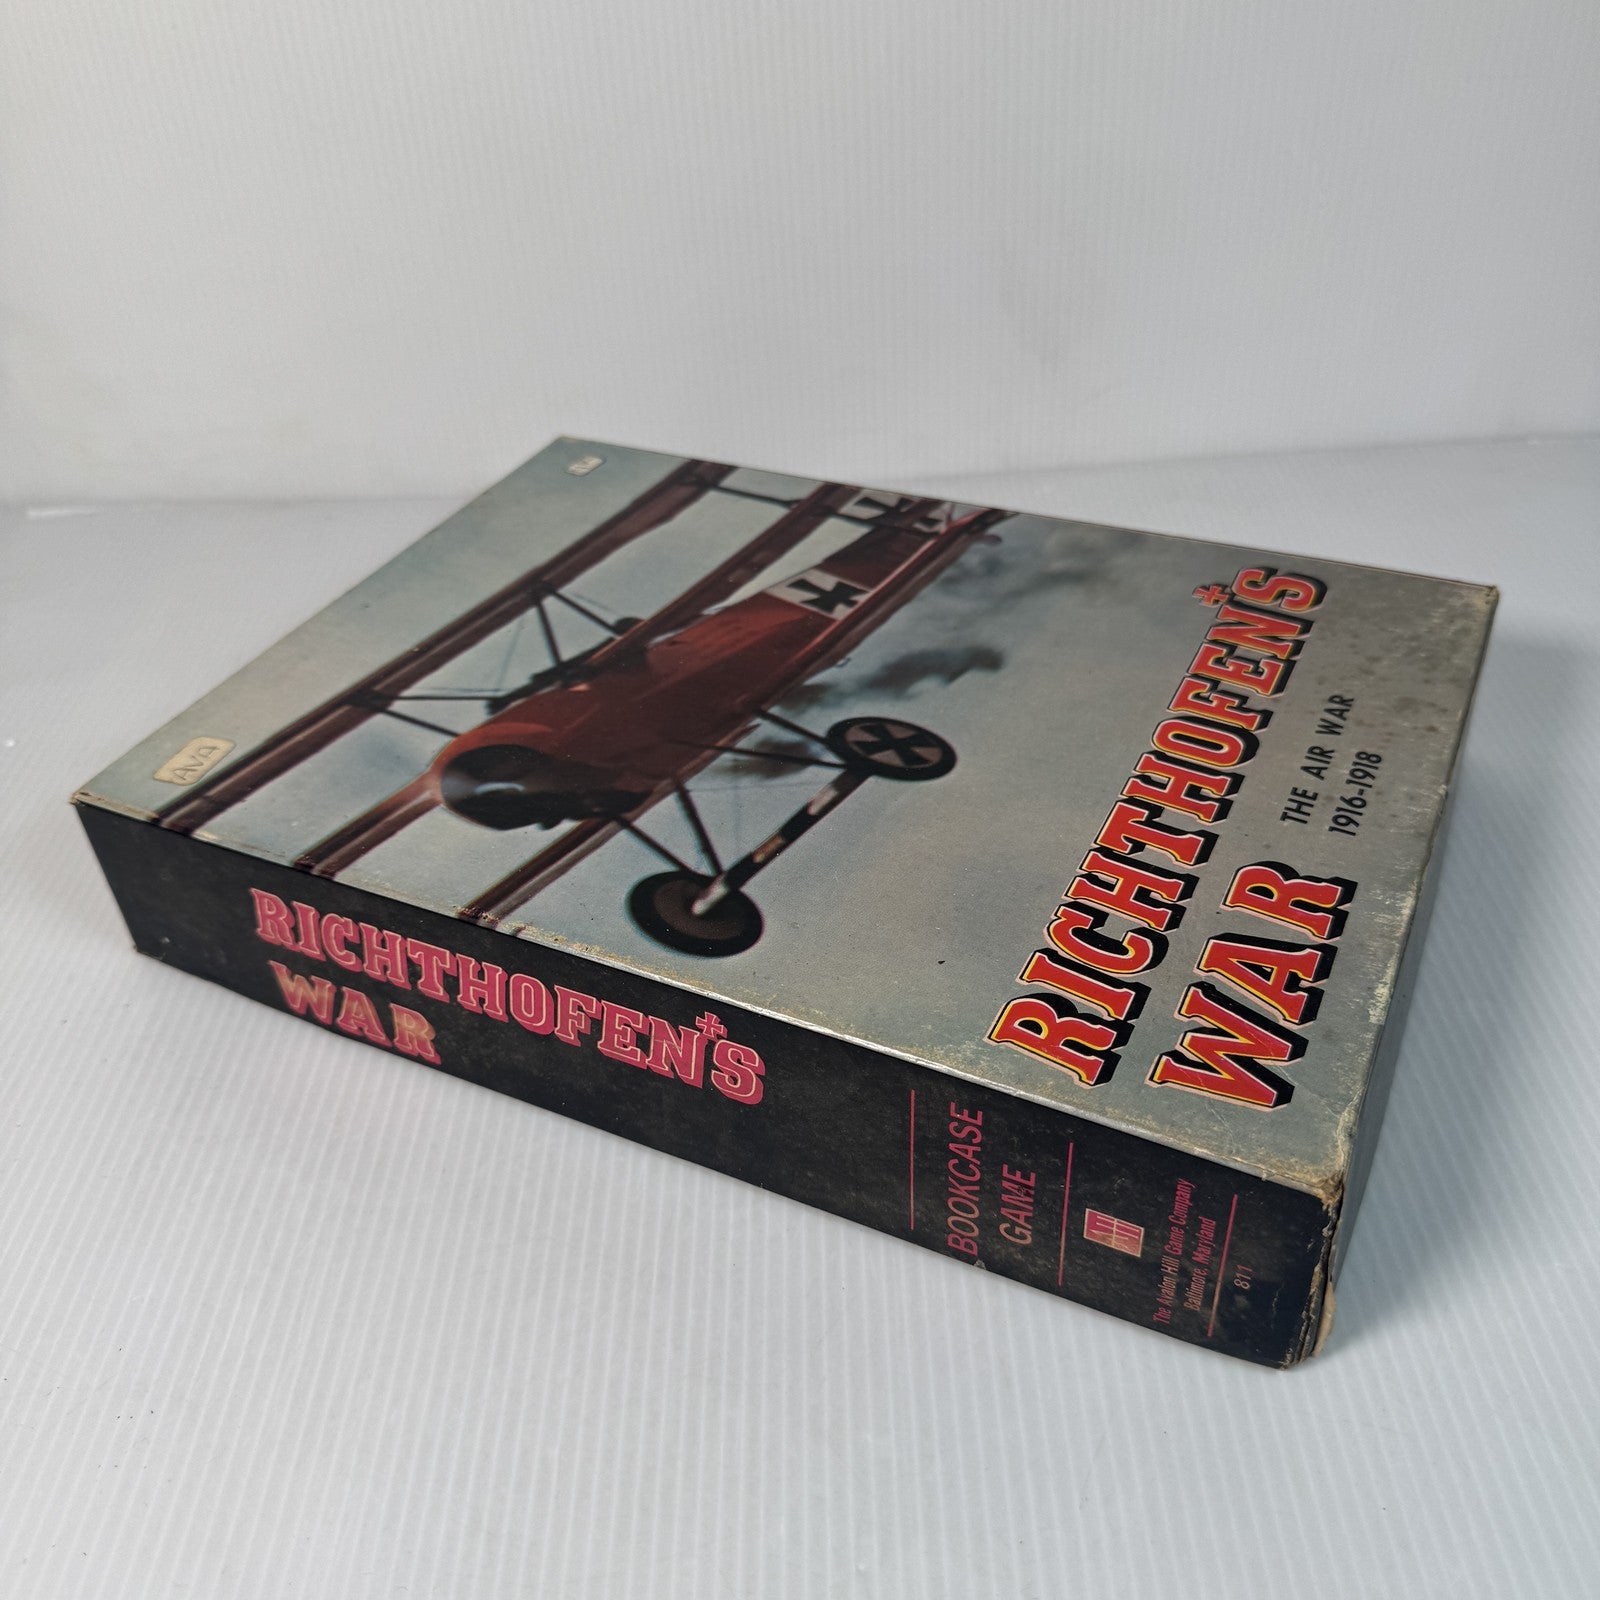 RICHTHOFEN'S
WAR
THE AIR WAR
1916-1918
RICHTHOFEN'S
WAR
BOOKCASE
GAME
The Avalon Hill Game Company
Baltimore, Maryland
811